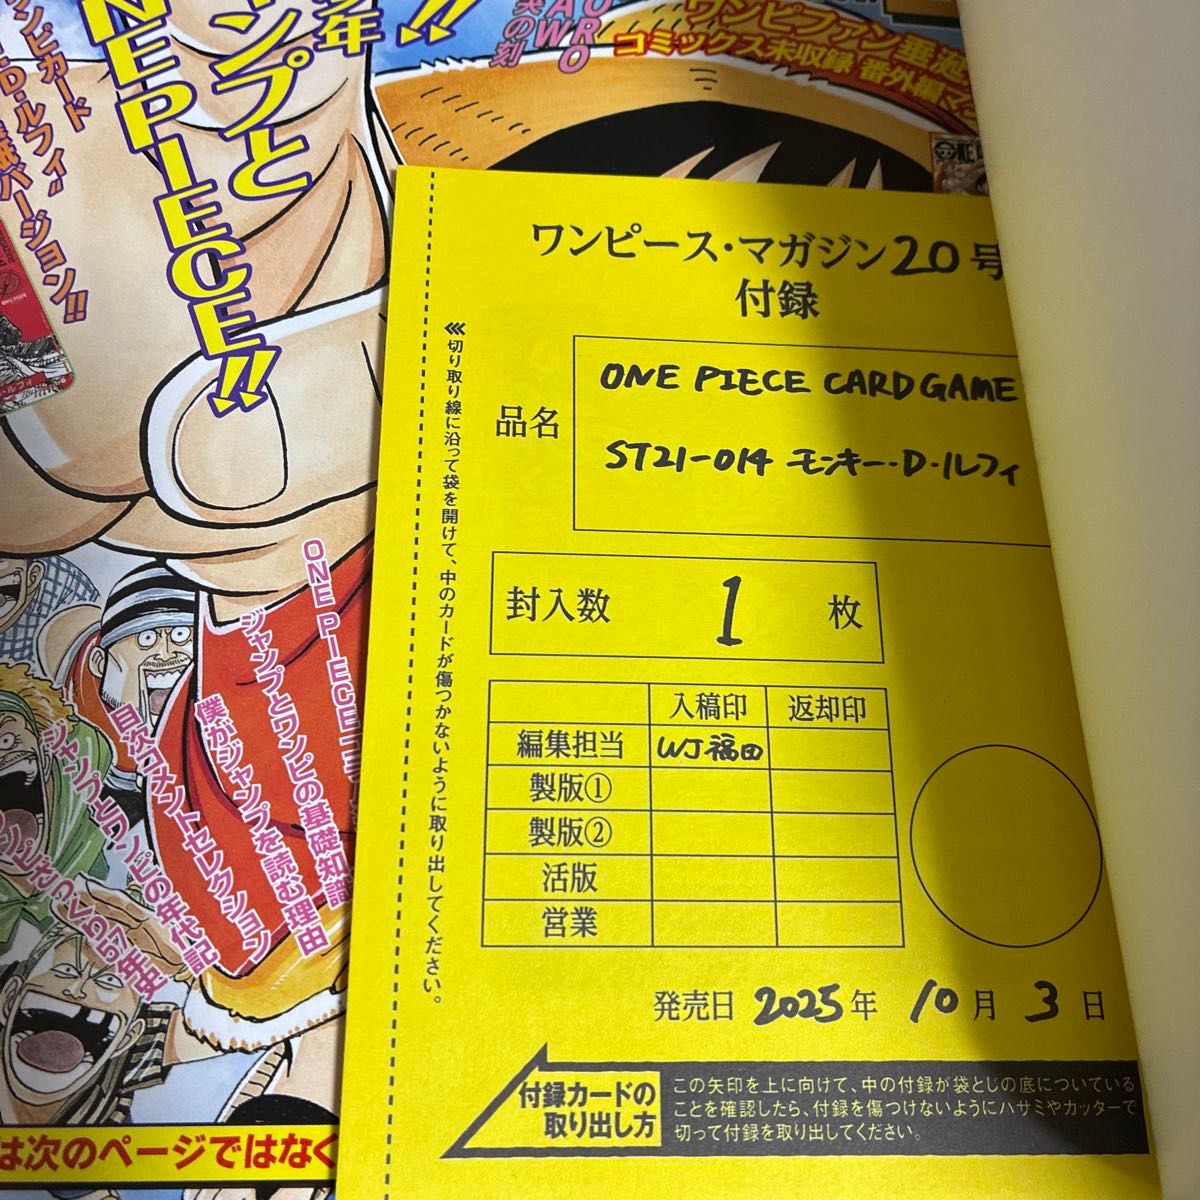 ワンピース・マガジン20号
付録
品名
ONE PIECE CARD GAME
ST21-014 モンキー・D・ルフィ
封入数 1 枚
入稿印 返却印
編集担当 WJ福田
製版①
製版②
活版
営業
発売日 2025年 10月 3日
付録カードの
取り出し方
この矢印を上に向けて、中の付録が袋とじの底についている
ことを確認したら、付録を傷つけないようにハサミやカッターで
切って付録を取り出してください。
切り取り線に沿って袋を開けて、中のカードが傷つかないように取り出してください。
ワンピファン垂涎
コミックス未収録 番外編マ
ンプと
NEPIECE!!
バージョン!!
ONE PIECE
ジャンプとワンピの基礎知識
僕がジャンプを読む理由
目次コメントセレクション
ジャンプとワンピの年代記
ざっくり57年史
は次のページではなく